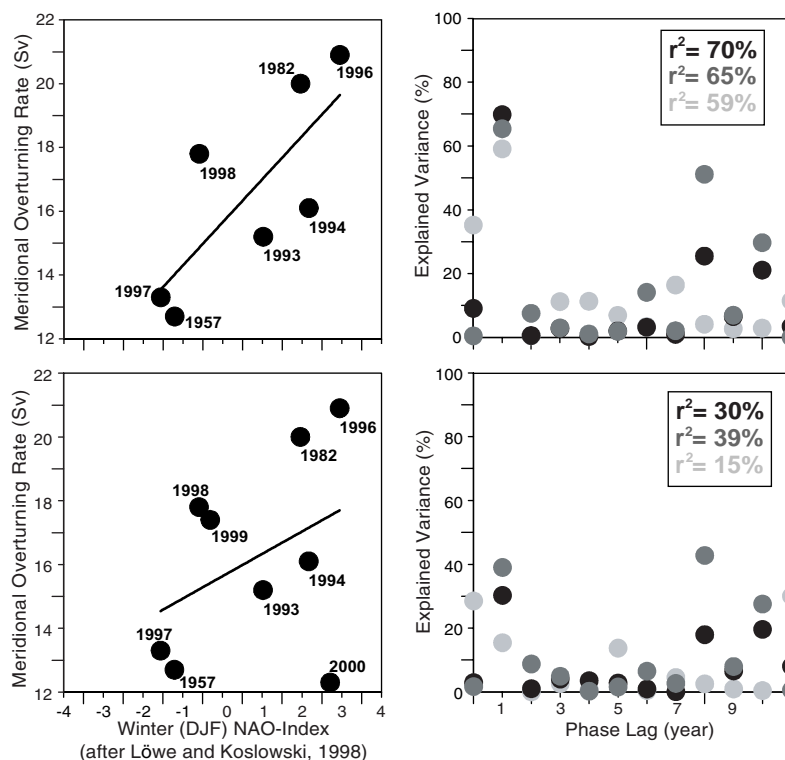 22
20
18
16
14
12
Meridional Overturning Rate (Sv)
1982
1996
1998
1994
1993
1997
1957
100
80
60
40
20
0
Explained Variance (%)
r²= 70%
r²= 65%
r²= 59%
22
20
18
16
14
12
Meridional Overturning Rate (Sv)
1996
1982
1998
1999
1994
1993
1997
1957
2000
-4 -3 -2 -1 0 1 2 3 4
Winter (DJF) NAO-Index
(after Löwe and Koslowski, 1998)
100
80
60
40
20
0
Explained Variance (%)
r²= 30%
r²= 39%
r²= 15%
1 3 5 7 9
Phase Lag (year)